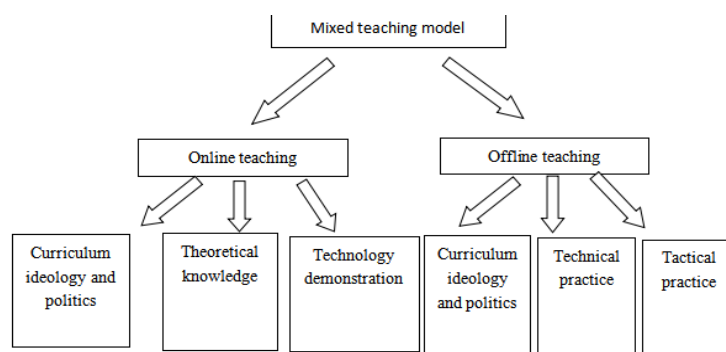 Mixed teaching model
Online teaching
Offline teaching
Curriculum
ideology and
politics
Theoretical
knowledge
Technology
demonstration
Curriculum
ideology
and politics
Technical
practice
Tactical
practice